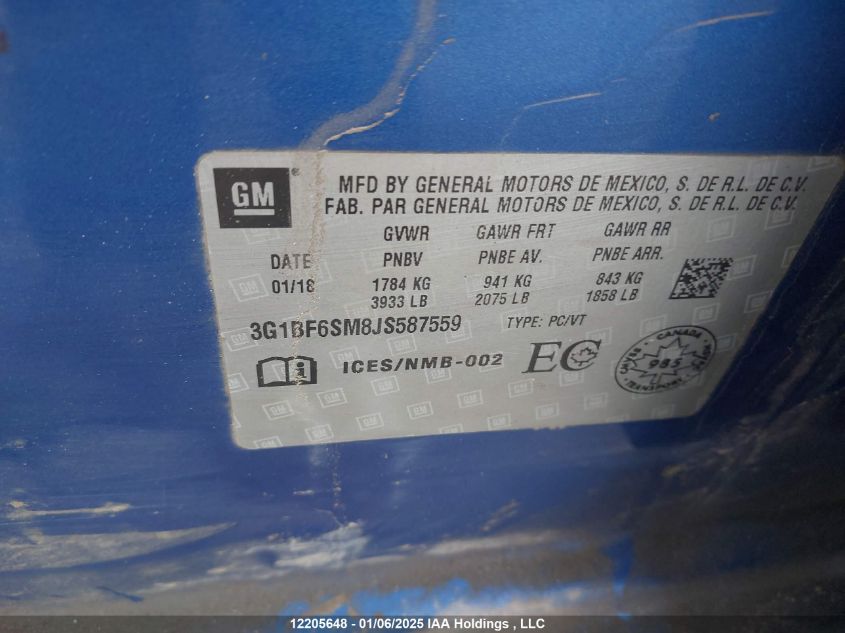 GM
MFD BY GENERAL MOTORS DE MEXICO, S. DE R.L. DE C.V.
FAB. PAR GENERAL MOTORS DE MEXICO, S. DE R.L. DE C.V.
GVWR GAWR FRT GAWR RR
DATE PNBV PNBE AV. PNBE ARR.
01/18 1784 KG 941 KG 843 KG
3933 LB 2075 LB 1858 LB
3G1BF6SM8JS587559 TYPE: PC/VT
ICES/NMB-002 EC
CANADA
985
TRANSPORT
12205648 - 01/06/2025 IAA Holdings , LLC